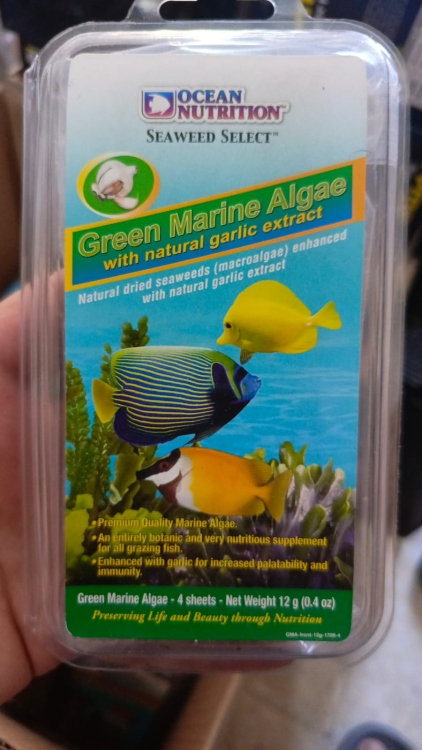 OCEAN
NUTRITION™
SEAWEED SELECT™
Green Marine Algae
with natural garlic extract
Natural dried seaweeds (macroalgae) enhanced
with natural garlic extract
•Premium Quality Marine Algae.
•An entirely botanic and very nutritious supplement
for all grazing fish.
•Enhanced with garlic for increased palatability and
immunity.
Green Marine Algae - 4 sheets - Net Weight 12 g (0.4 oz)
Preserving Life and Beauty through Nutrition